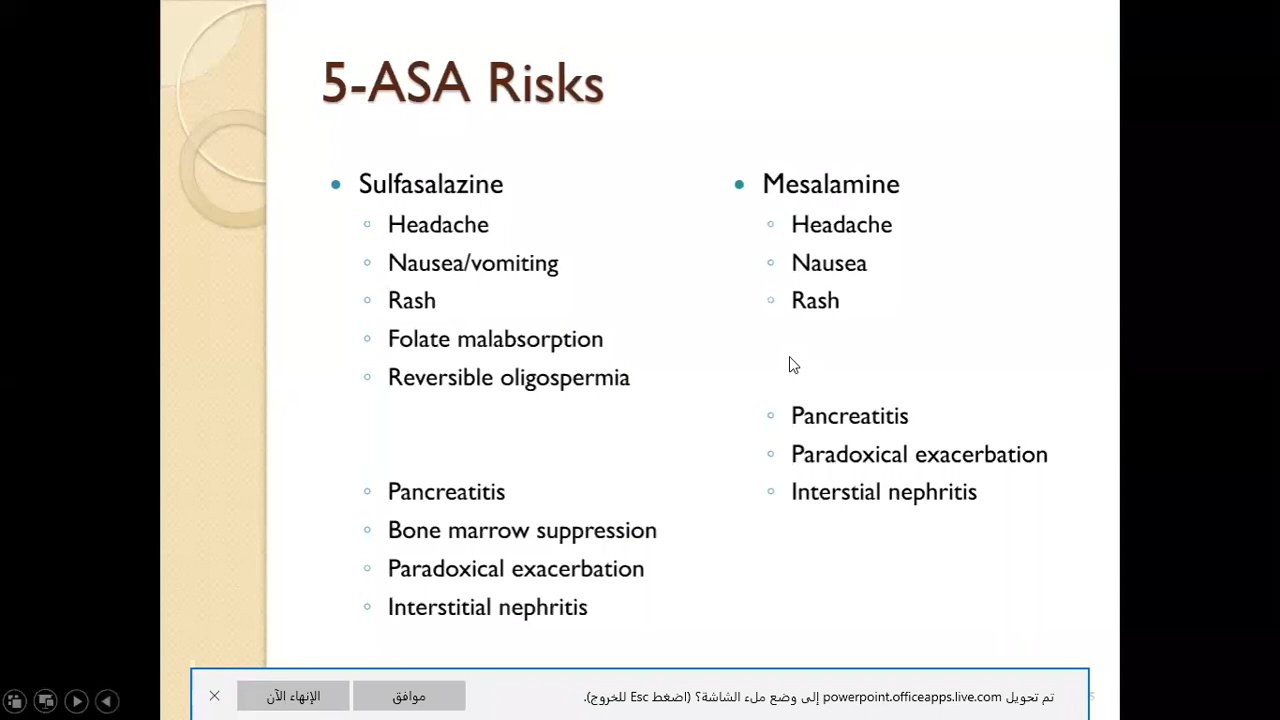 5-ASA Risks
Sulfasalazine
Headache
Nausea/vomiting
Rash
Folate malabsorption
Reversible oligospermia
Pancreatitis
Bone marrow suppression
Paradoxical exacerbation
Interstitial nephritis
Mesalamine
Headache
Nausea
Rash
Pancreatitis
Paradoxical exacerbation
Interstial nephritis
تم تحويل powerpoint.officeapps.live.com إلى وضع ملء الشاشة؟ (اضغط Esc للخروج).
موافق
الإنهاء الآن
5